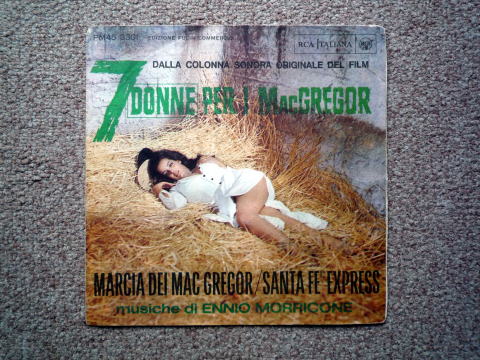 PM45 3361 EDIZIONE FUORI COMMERCIO
RCA ITALIANA
DALLA COLONNA SONORA ORIGINALE DEL FILM
7 DONNE PER I MACGREGOR
MARCIA DEI MAC GREGOR/SANTA FE EXPRESS
musiche di ENNIO MORRICONE